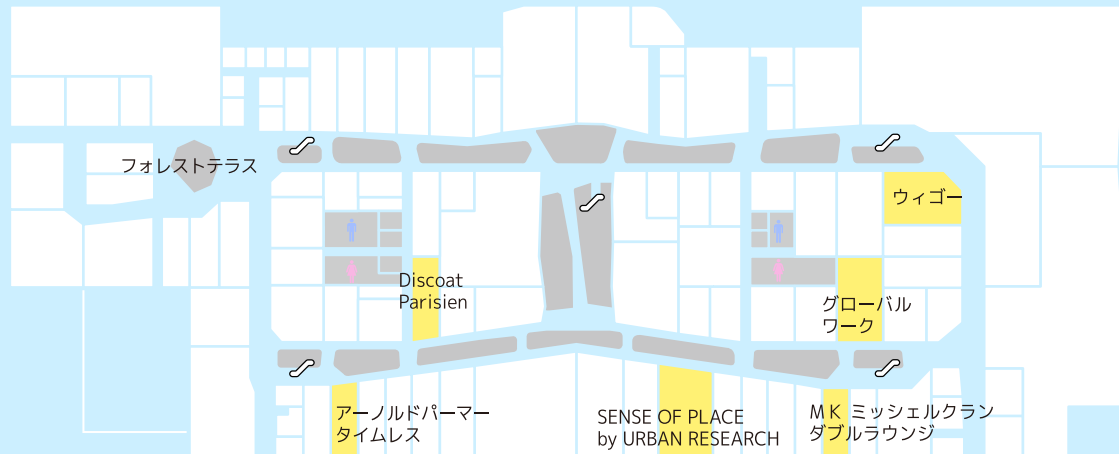 フォレストテラス
ウィゴー
Discoat
Parisien
グローバル
ワーク
アーノルドパーマー
タイムレス
SENSE OF PLACE
by URBAN RESEARCH
MK ミッシェルクラン
ダブルラウンジ